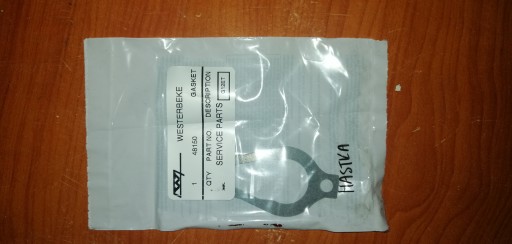 WESTERBEKE
1 48150 GASKET
QTY PART NO. DESCRIPTION
SERVICE PARTS
HASTKA